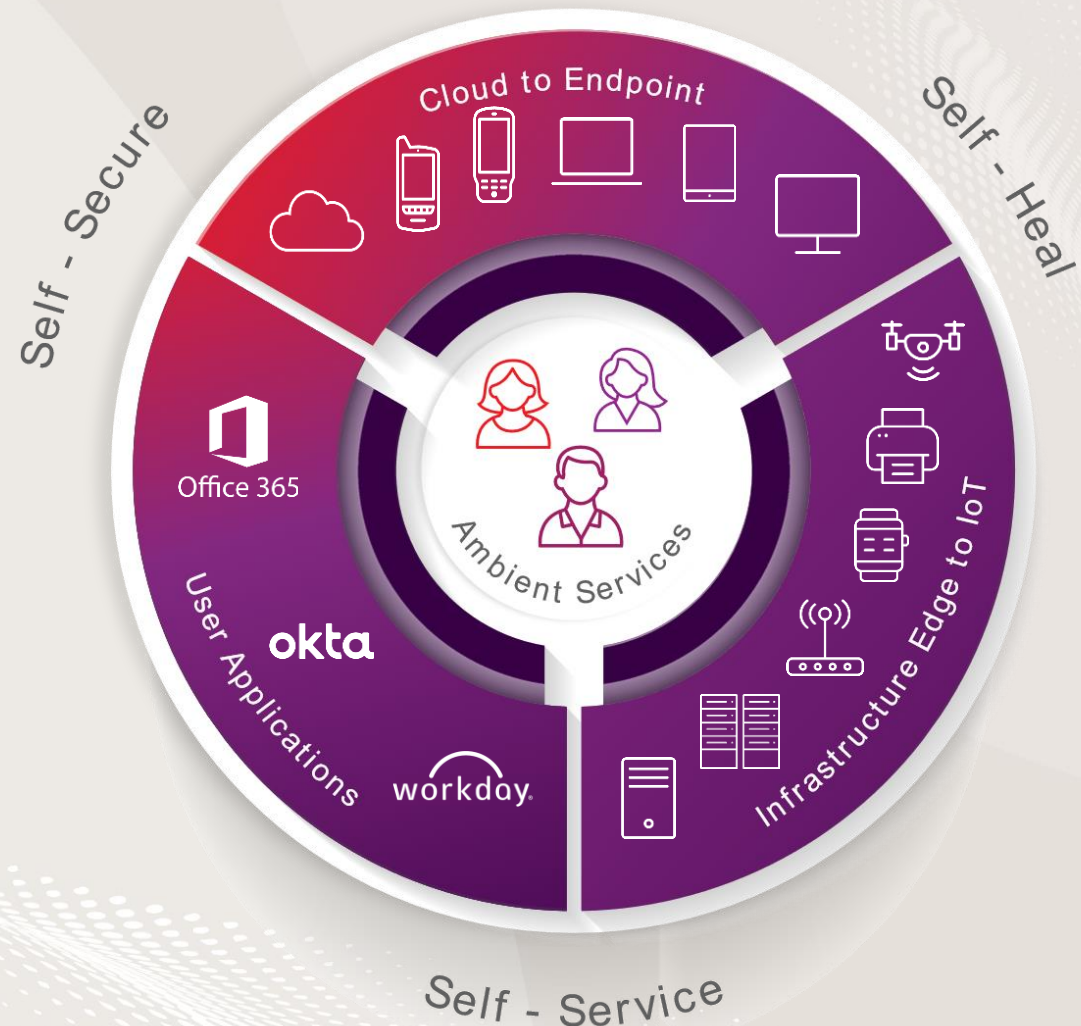 Cloud to Endpoint
Self - Secure
Self - Heal
Office 365
User Applications
okta
workday.
Ambient Services
Infrastructure Edge to IoT
Self - Service